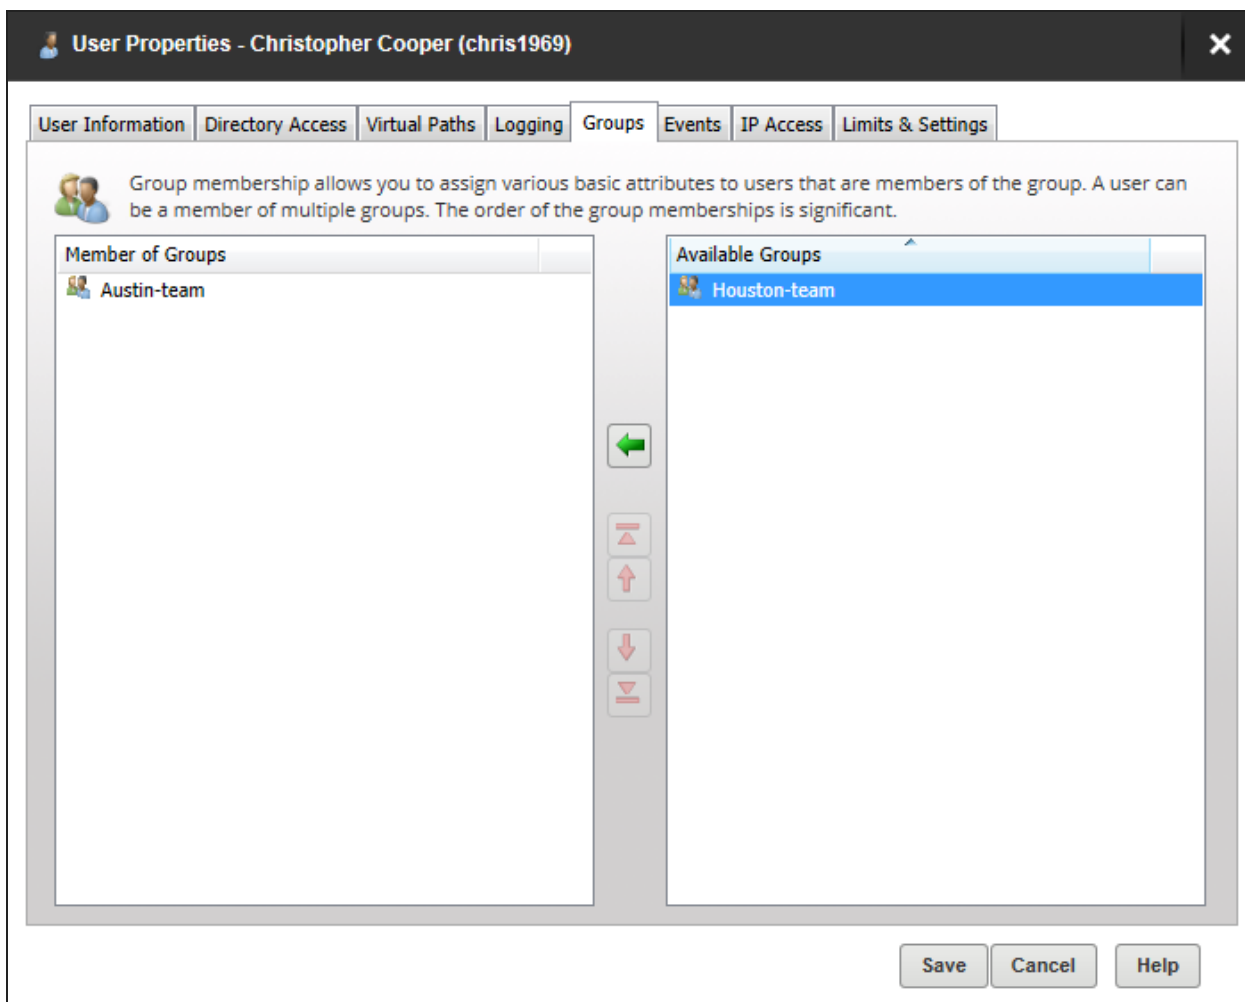 User Properties - Christopher Cooper (chris1969)
User Information Directory Access Virtual Paths Logging Groups Events IP Access Limits & Settings
Group membership allows you to assign various basic attributes to users that are members of the group. A user can
be a member of multiple groups. The order of the group memberships is significant.
Member of Groups Available Groups
Austin-team Houston-team
Save Cancel Help